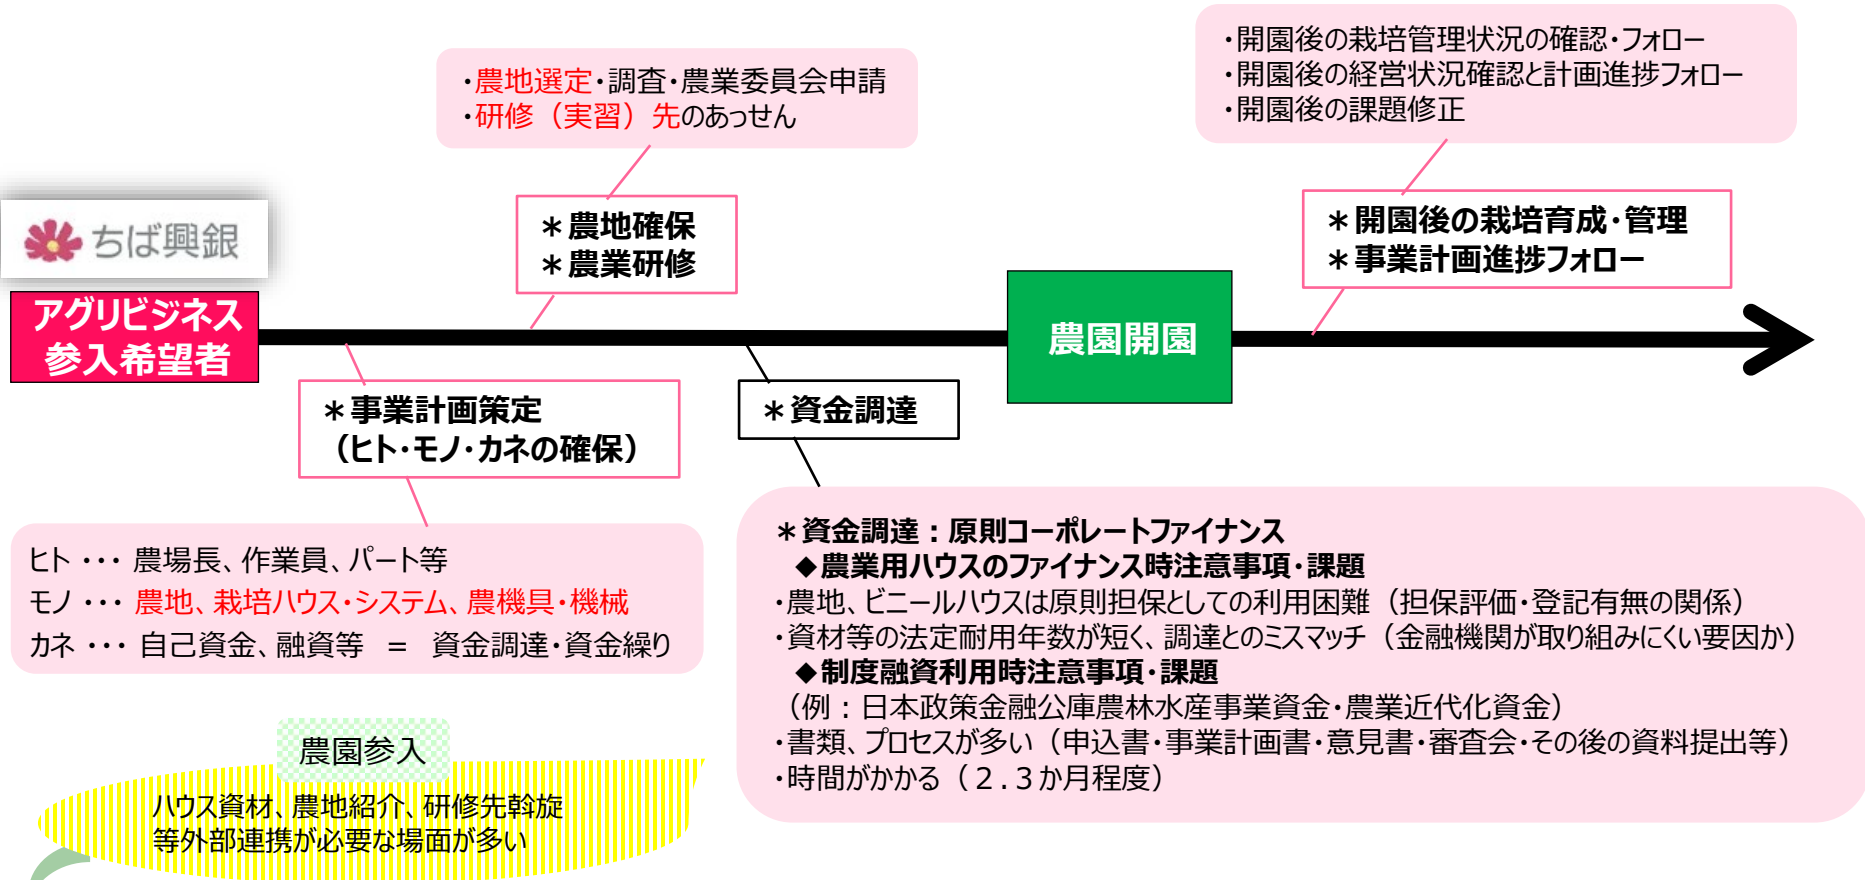 ・開園後の栽培管理状況の確認・フォロー
・開園後の経営状況確認と計画進捗フォロー
・開園後の課題修正
・農地選定・調査・農業委員会申請
・研修（実習）先のあっせん
＊農地確保
＊農業研修
＊開園後の栽培育成・管理
＊事業計画進捗フォロー
ちば興銀
アグリビジネス
参入希望者
農園開園
＊事業計画策定
（ヒト・モノ・カネの確保）
＊資金調達
ヒト ・・・ 農場長、作業員、パート等
モノ ・・・ 農地、栽培ハウス・システム、農機具・機械
カネ ・・・ 自己資金、融資等 ＝ 資金調達・資金繰り
＊資金調達：原則コーポレートファイナンス
◆農業用ハウスのファイナンス時注意事項・課題
・農地、ビニールハウスは原則担保としての利用困難（担保評価・登記有無の関係）
・資材等の法定耐用年数が短く、調達とのミスマッチ（金融機関が取り組みにくい要因か）
◆制度融資利用時注意事項・課題
（例：日本政策金融公庫農林水産事業資金・農業近代化資金）
・書類、プロセスが多い（申込書・事業計画書・意見書・審査会・その後の資料提出等）
・時間がかかる（２.３か月程度）
農園参入
ハウス資材、農地紹介、研修先斡旋
等外部連携が必要な場面が多い